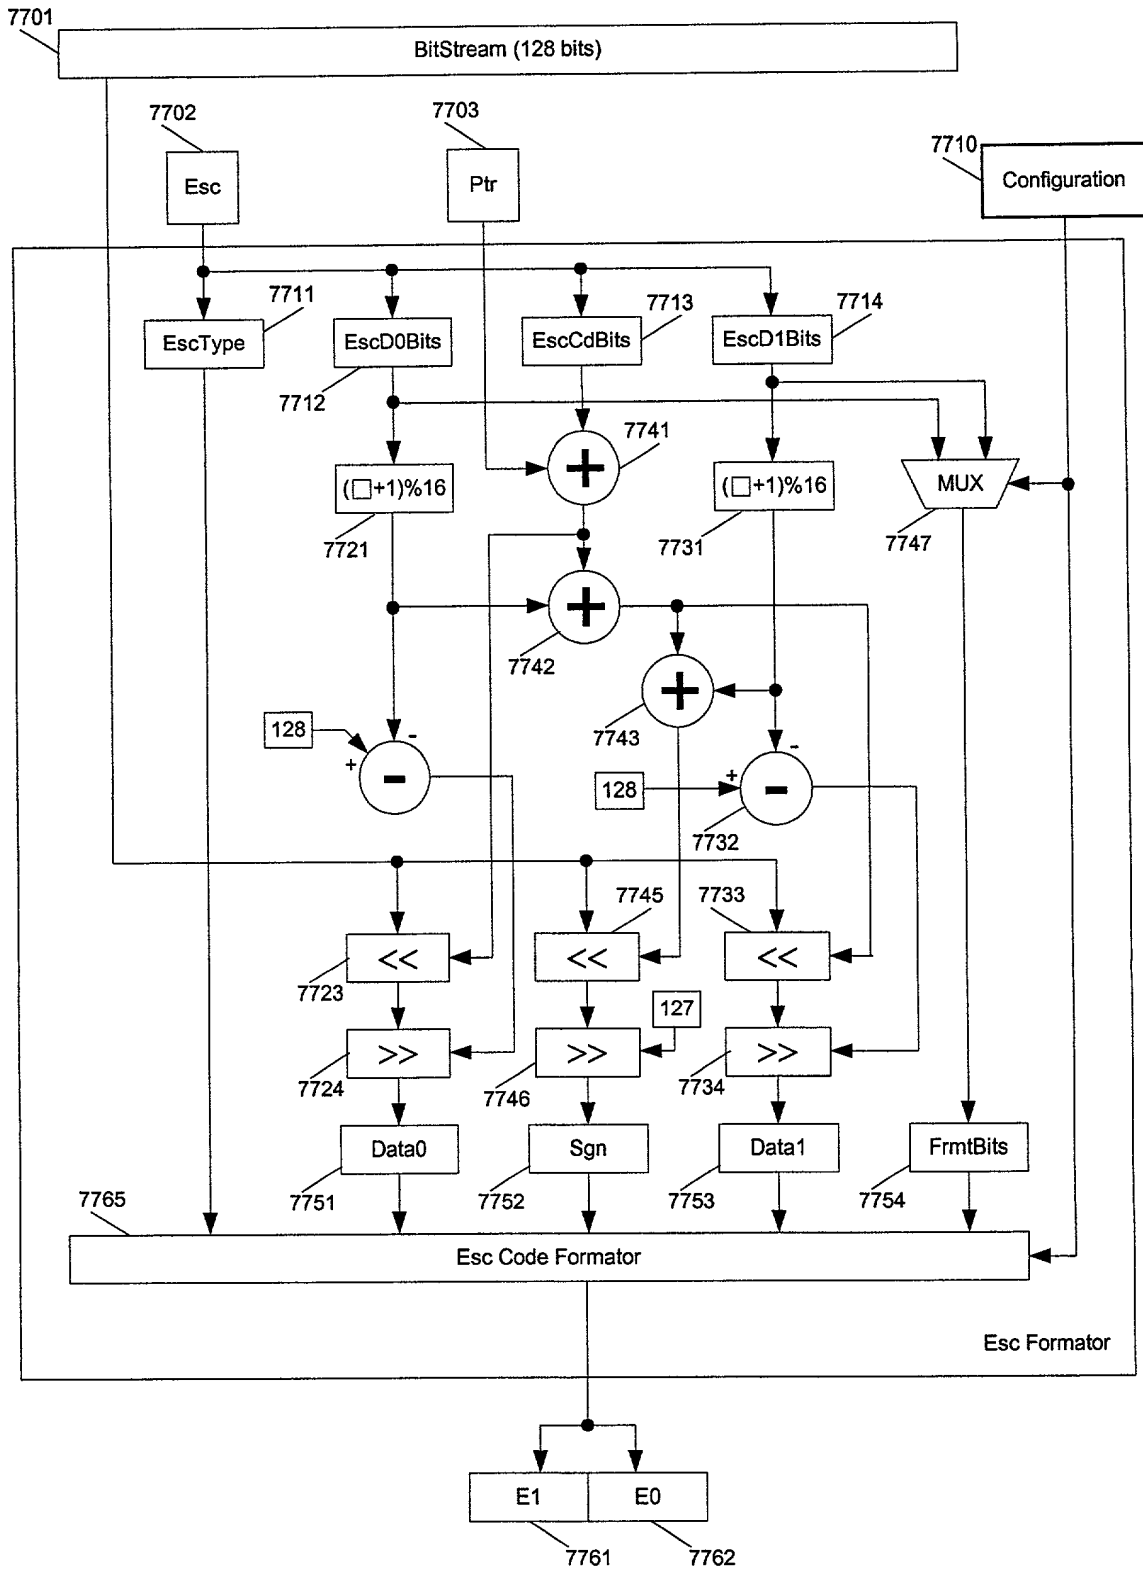 7701
BitStream (128 bits)
7702
7703
7710
Esc
Ptr
Configuration
7711
7713
7714
EscType
EscD0Bits
EscCdBits
EscD1Bits
7712
7741
+
(□+1)%16
(□+1)%16
MUX
7721
7731
7747
+
7742
+
7743
128
-
+
-
128
-
+
-
7732
7745
7733
<<
<<
<<
7723
127
>>
>>
>>
7724
7746
7734
Data0
Sgn
Data1
FrmtBits
7751
7752
7753
7754
7765
Esc Code Formator
Esc Formator
E1
E0
7761
7762